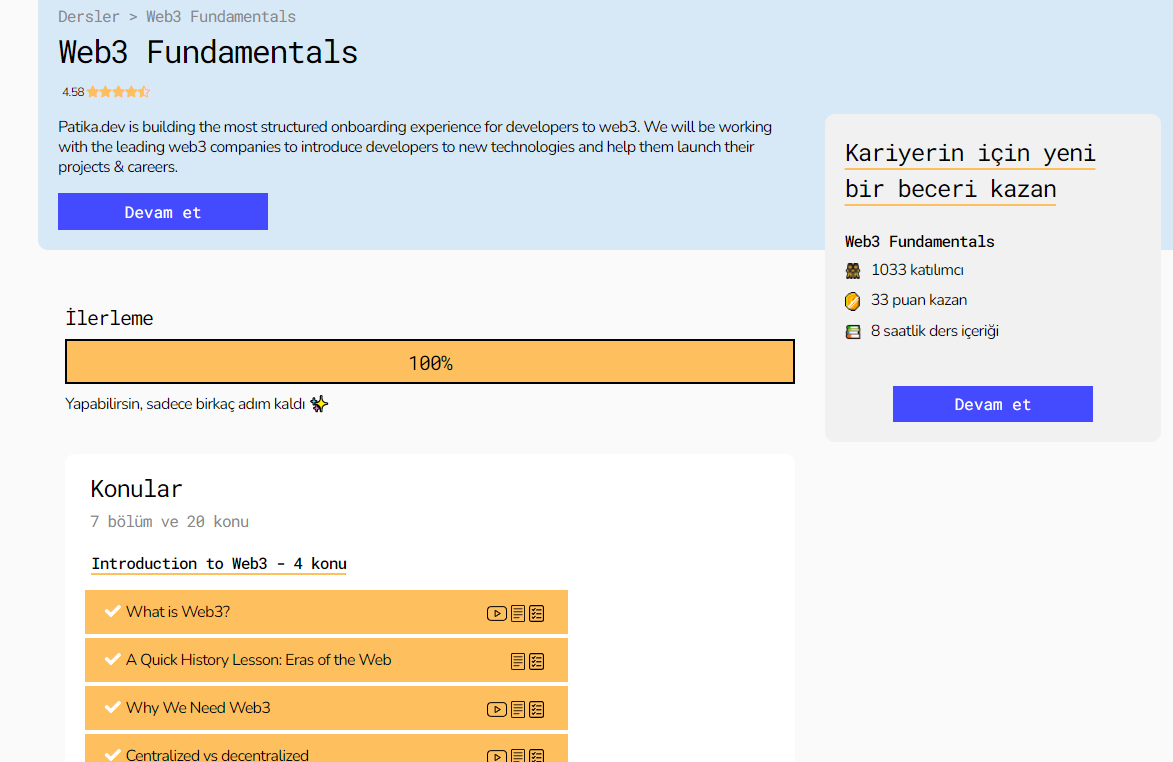 Dersler > Web3 Fundamentals
Web3 Fundamentals
4.58
Patika.dev is building the most structured onboarding experience for developers to web3. We will be working
with the leading web3 companies to introduce developers to new technologies and help them launch their
projects & careers.
Devam et
Kariyerin için yeni
bir beceri kazan
Web3 Fundamentals
1033 katılımcı
33 puan kazan
8 saatlik ders içeriği
Devam et
İlerleme
100%
Yapabilirsin, sadece birkaç adım kaldı
Konular
7 bölüm ve 20 konu
Introduction to Web3 - 4 konu
What is Web3?
A Quick History Lesson: Eras of the Web
Why We Need Web3
Centralized vs decentralized